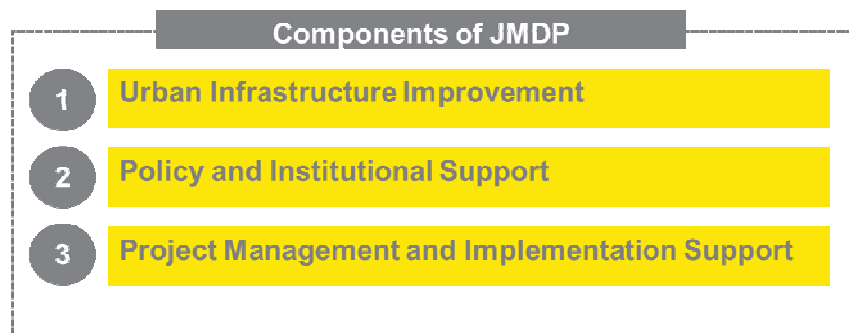 Components of JMDP
1
Urban Infrastructure Improvement
2
Policy and Institutional Support
3
Project Management and Implementation Support